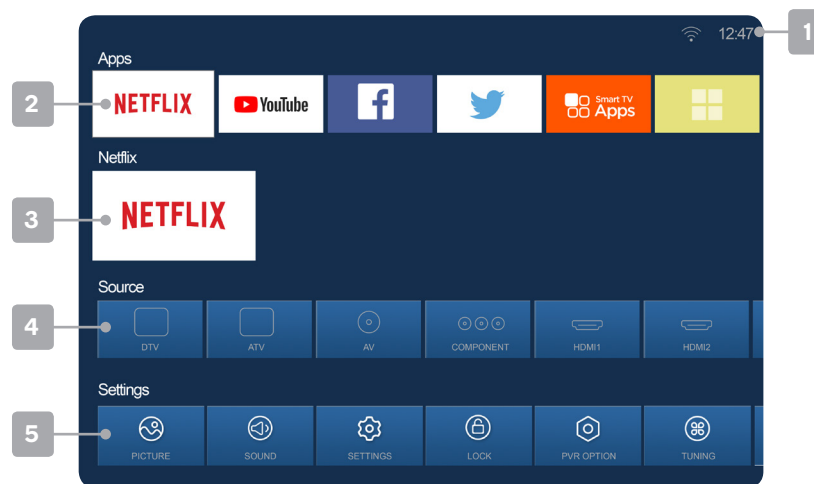 12:47
1
Apps
2
NETFLIX YouTube f Smart TV Apps
Netflix
3
NETFLIX
Source
4
DTV ATV AV COMPONENT HDMI1 HDMI2
Settings
5
PICTURE SOUND SETTINGS LOCK PVR OPTION TUNING